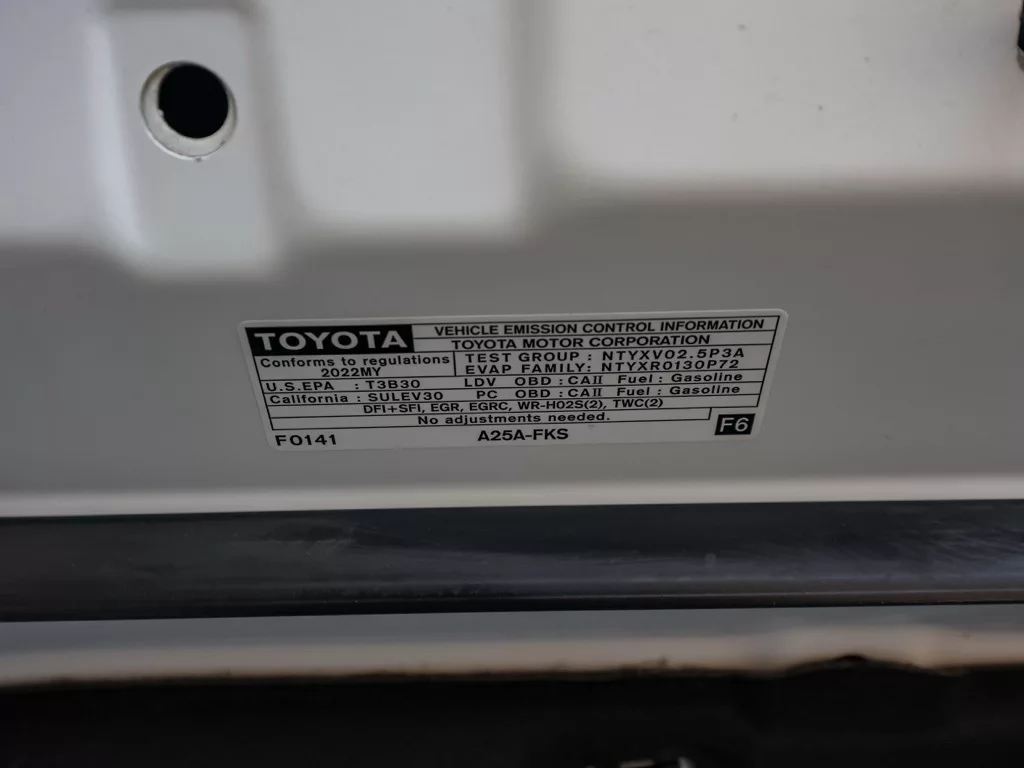 TOYOTA VEHICLE EMISSION CONTROL INFORMATION
TOYOTA MOTOR CORPORATION
Conforms to regulations
2022MY
TEST GROUP : NTYXV02.5P3A
EVAP FAMILY: NTYXR0130P72
U.S.EPA : T3B30 LDV OBD : CAII Fuel : Gasoline
California : SULEV30 PC OBD : CAII Fuel : Gasoline
DFI+SFI, EGR, EGRC, WR-HO2S(2), TWC(2)
No adjustments needed.
F0141 A25A-FKS F6